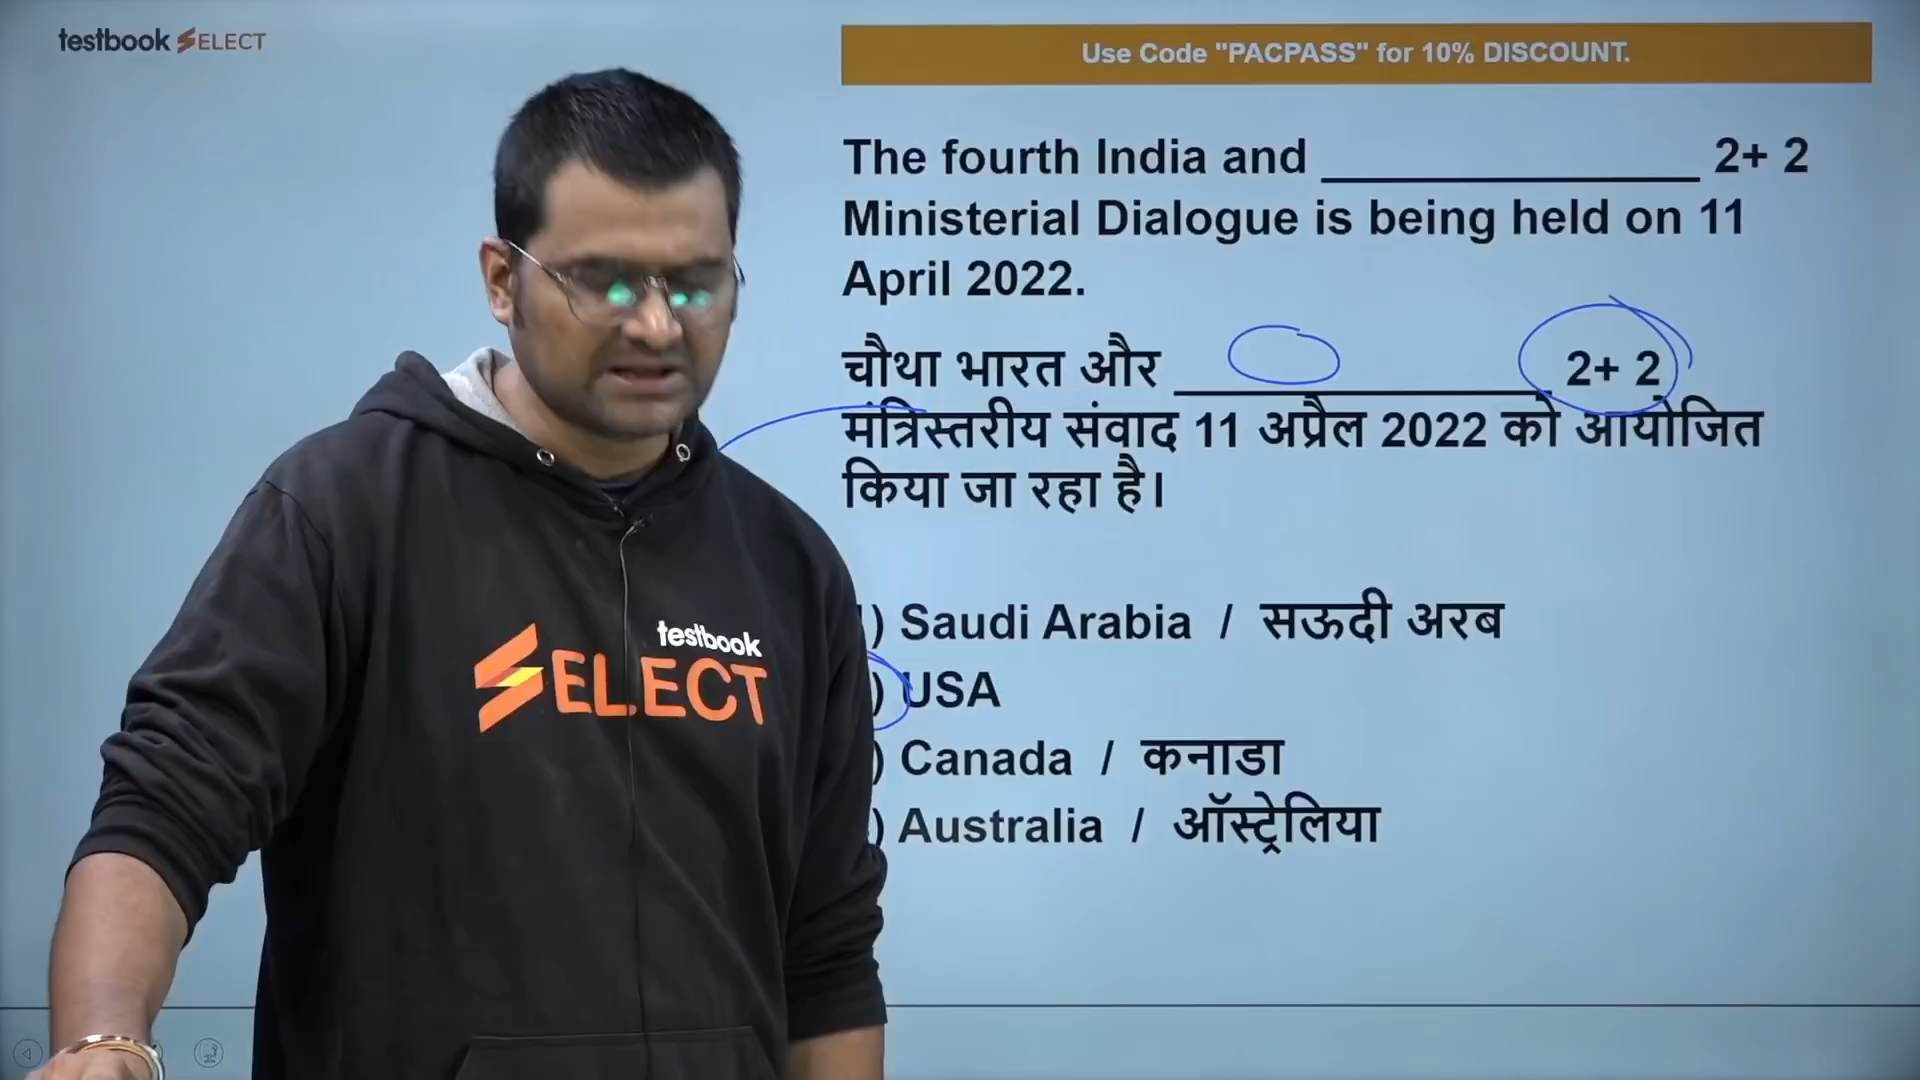 testbook SELECT
Use Code "PACPASS" for 10% DISCOUNT.
The fourth India and ______________ 2+ 2
Ministerial Dialogue is being held on 11
April 2022.
चौथा भारत और ______________ 2+ 2
मंत्रिस्तरीय संवाद 11 अप्रैल 2022 को आयोजित
किया जा रहा है।
) Saudi Arabia / सऊदी अरब
) USA
) Canada / कनाडा
) Australia / ऑस्ट्रेलिया
testbook
SELECT